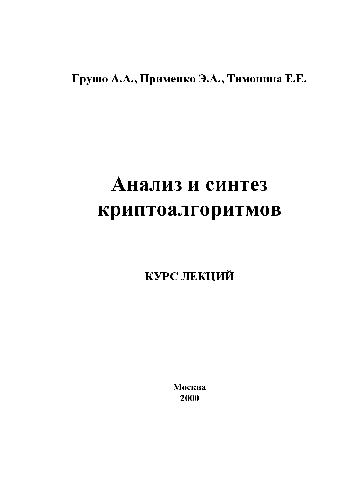 Грушо А.А., Применко Э.А., Тимонина Е.Е.
Анализ и синтез
криптоалгоритмов
КУРС ЛЕКЦИЙ
Москва
2000